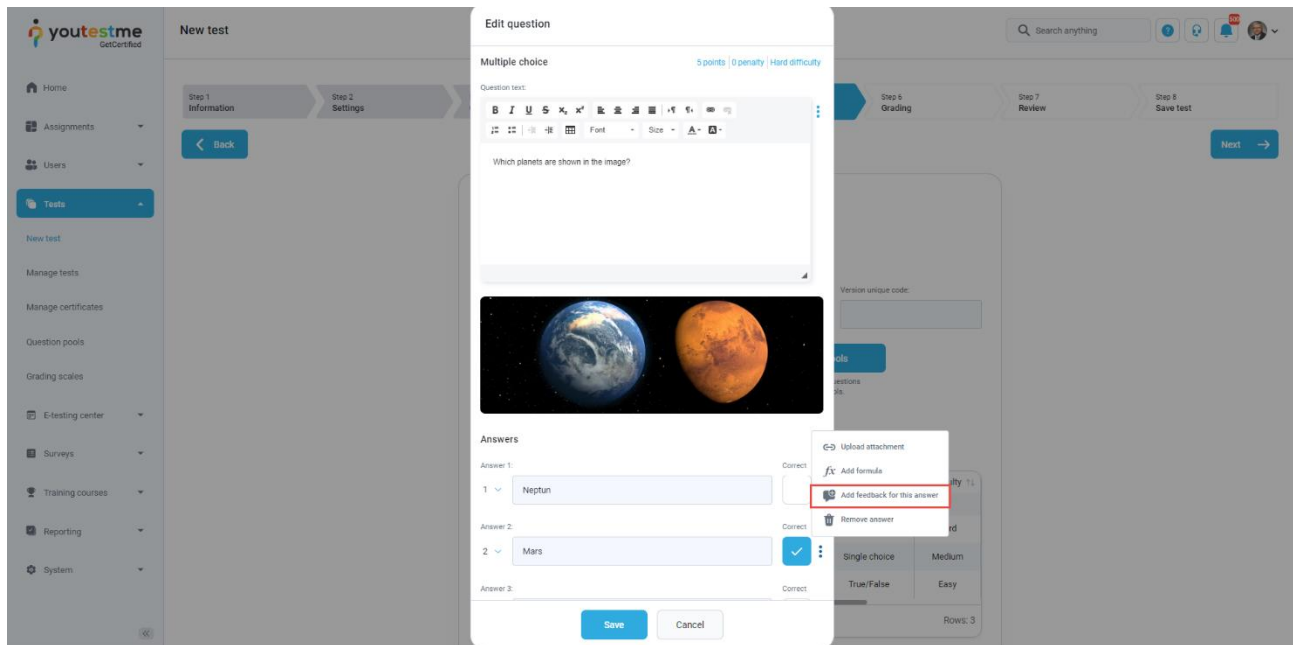 youtestme
GetCertified
New test
Search anything
Home
Assignments
Users
Tests
New test
Manage tests
Manage certificates
Question pools
Grading scales
E-testing center
Surveys
Training courses
Reporting
System
Step 1
Information
Step 2
Settings
Step 6
Grading
Step 7
Review
Step 8
Save test
Back
Next
Edit question
Multiple choice
5 points | 0 penalty | Hard difficulty
Question text:
B I U S x₂ x²
Font
Size
A A
Which planets are shown in the image?
Version unique code:
Answers
Answer 1:
Correct
1
Neptun
Answer 2:
Correct
2
Mars
Answer 3:
Correct
Upload attachment
fx Add formula
Add feedback for this answer
Remove answer
Single choice
Medium
True/False
Easy
Rows: 3
Save
Cancel